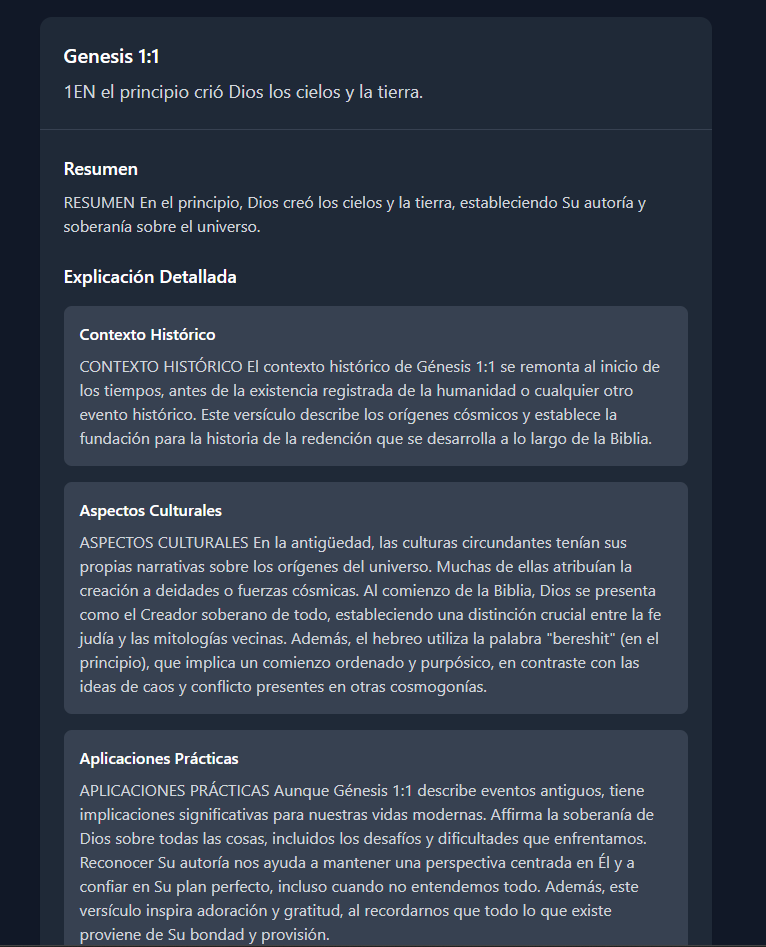 Genesis 1:1
1EN el principio crió Dios los cielos y la tierra.
Resumen
RESUMEN En el principio, Dios creó los cielos y la tierra, estableciendo Su autoría y
soberanía sobre el universo.
Explicación Detallada
Contexto Histórico
CONTEXTO HISTÓRICO El contexto histórico de Génesis 1:1 se remonta al inicio de
los tiempos, antes de la existencia registrada de la humanidad o cualquier otro
evento histórico. Este versículo describe los orígenes cósmicos y establece la
fundación para la historia de la redención que se desarrolla a lo largo de la Biblia.
Aspectos Culturales
ASPECTOS CULTURALES En la antigüedad, las culturas circundantes tenían sus
propias narrativas sobre los orígenes del universo. Muchas de ellas atribuían la
creación a deidades o fuerzas cósmicas. Al comienzo de la Biblia, Dios se presenta
como el Creador soberano de todo, estableciendo una distinción crucial entre la fe
judía y las mitologías vecinas. Además, el hebreo utiliza la palabra "bereshit" (en el
principio), que implica un comienzo ordenado y purpósico, en contraste con las
ideas de caos y conflicto presentes en otras cosmogonías.
Aplicaciones Prácticas
APLICACIONES PRÁCTICAS Aunque Génesis 1:1 describe eventos antiguos, tiene
implicaciones significativas para nuestras vidas modernas. Affirma la soberanía de
Dios sobre todas las cosas, incluidos los desafíos y dificultades que enfrentamos.
Reconocer Su autoría nos ayuda a mantener una perspectiva centrada en Él y a
confiar en Su plan perfecto, incluso cuando no entendemos todo. Además, este
versículo inspira adoración y gratitud, al recordarnos que todo lo que existe
proviene de Su bondad y provisión.